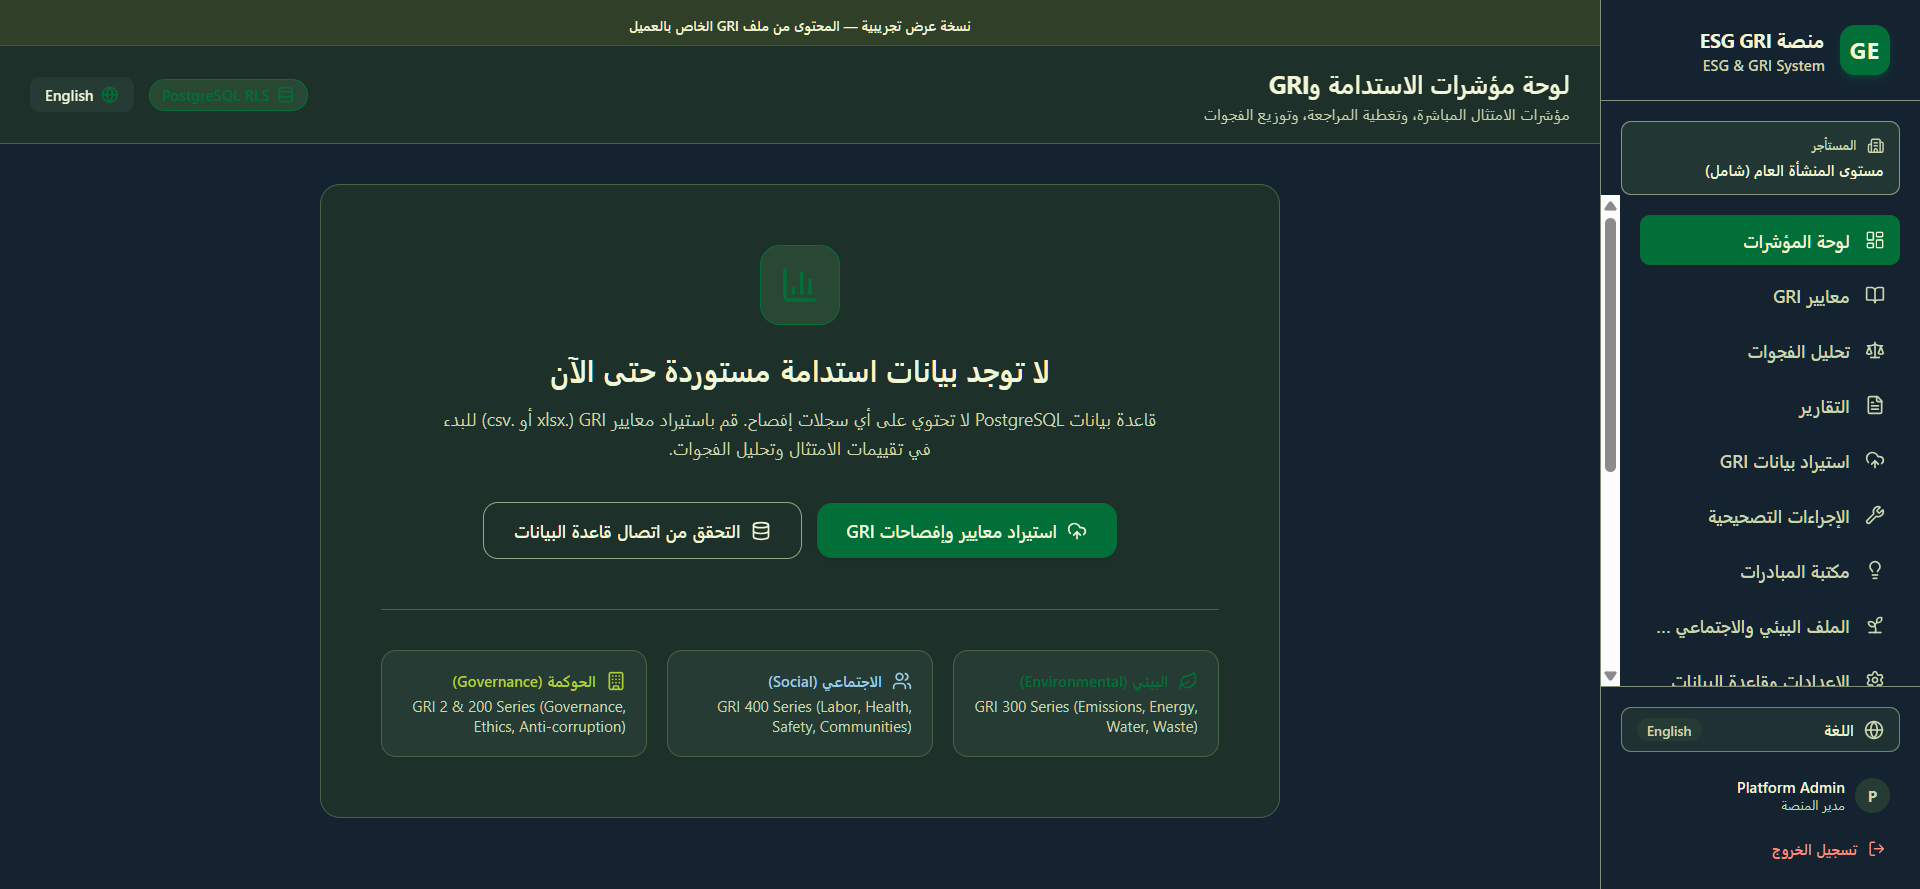 نسخة عرض تجريبية — المحتوى من ملف GRI الخاص بالعميل
GE
منصة ESG GRI
ESG & GRI System
المستأجر
مستوى المنشأة العام (شامل)
لوحة المؤشرات
معايير GRI
تحليل الفجوات
التقارير
استيراد بيانات GRI
الإجراءات التصحيحية
مكتبة المبادرات
الملف البيئي والاجتماعي ...
الإعدادات وقاعدة البيانات
اللغة
English
Platform Admin
مدير المنصة
P
تسجيل الخروج
لوحة مؤشرات الاستدامة وGRI
مؤشرات الامتثال المباشرة، وتغطية المراجعة، وتوزيع الفجوات
PostgreSQL RLS
English
لا توجد بيانات استدامة مستوردة حتى الآن
قاعدة بيانات PostgreSQL لا تحتوي على أي سجلات إفصاح. قم باستيراد معايير GRI (.xlsx أو .csv) للبدء
في تقييمات الامتثال وتحليل الفجوات.
استيراد معايير وإفصاحات GRI
التحقق من اتصال قاعدة البيانات
البيئي (Environmental)
GRI 300 Series (Emissions, Energy,
Water, Waste)
الاجتماعي (Social)
GRI 400 Series (Labor, Health,
Safety, Communities)
الحوكمة (Governance)
GRI 2 & 200 Series (Governance,
Ethics, Anti-corruption)